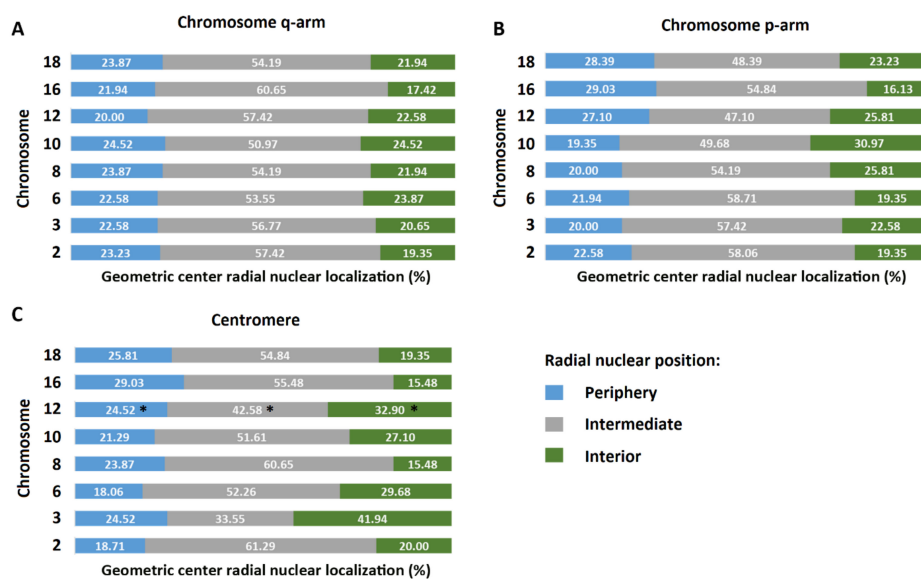 A
Chromosome q-arm
18 23.87 54.19 21.94
16 21.94 60.65 17.42
12 20.00 57.42 22.58
10 24.52 50.97 24.52
8 23.87 54.19 21.94
6 22.58 53.55 23.87
3 22.58 56.77 20.65
2 23.23 57.42 19.35
Chromosome
Geometric center radial nuclear localization (%)
B
Chromosome p-arm
18 28.39 48.39 23.23
16 29.03 54.84 16.13
12 27.10 47.10 25.81
10 19.35 49.68 30.97
8 20.00 54.19 25.81
6 21.94 58.71 19.35
3 20.00 57.42 22.58
2 22.58 58.06 19.35
Chromosome
Geometric center radial nuclear localization (%)
C
Centromere
18 25.81 54.84 19.35
16 29.03 55.48 15.48
12 24.52 * 42.58 * 32.90 *
10 21.29 51.61 27.10
8 23.87 60.65 15.48
6 18.06 52.26 29.68
3 24.52 33.55 41.94
2 18.71 61.29 20.00
Chromosome
Geometric center radial nuclear localization (%)
Radial nuclear position:
Periphery
Intermediate
Interior